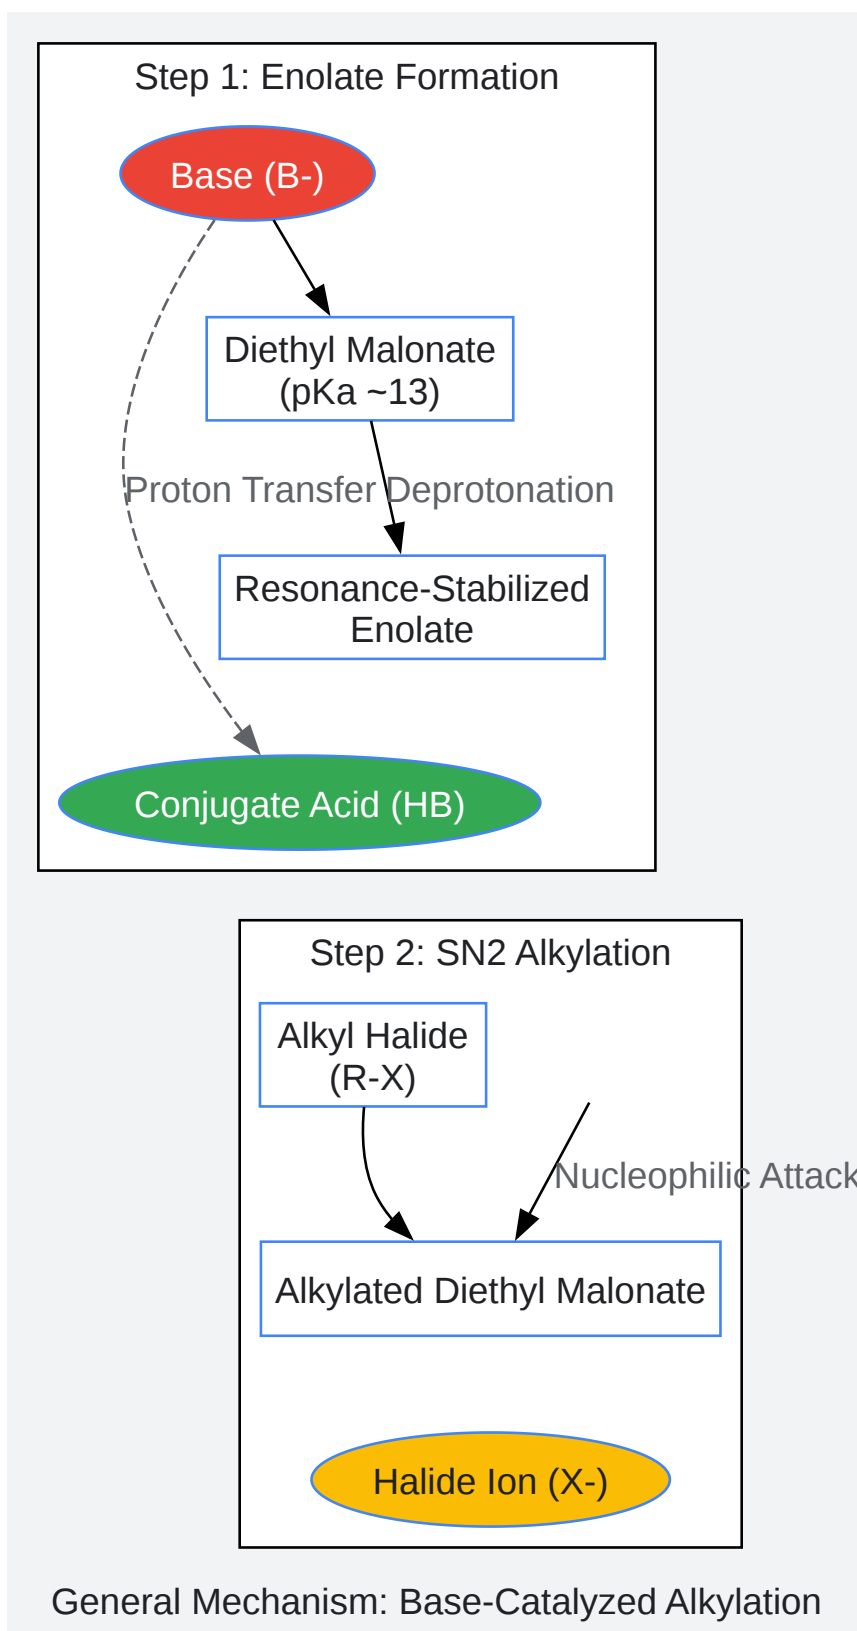 Step 1: Enolate Formation
Base (B-)
Diethyl Malonate
(pKa ~13)
Proton Transfer
Deprotonation
Resonance-Stabilized
Enolate
Conjugate Acid (HB)
Step 2: SN2 Alkylation
Alkyl Halide
(R-X)
Nucleophilic Attack
Alkylated Diethyl Malonate
Halide Ion (X-)
General Mechanism: Base-Catalyzed Alkylation